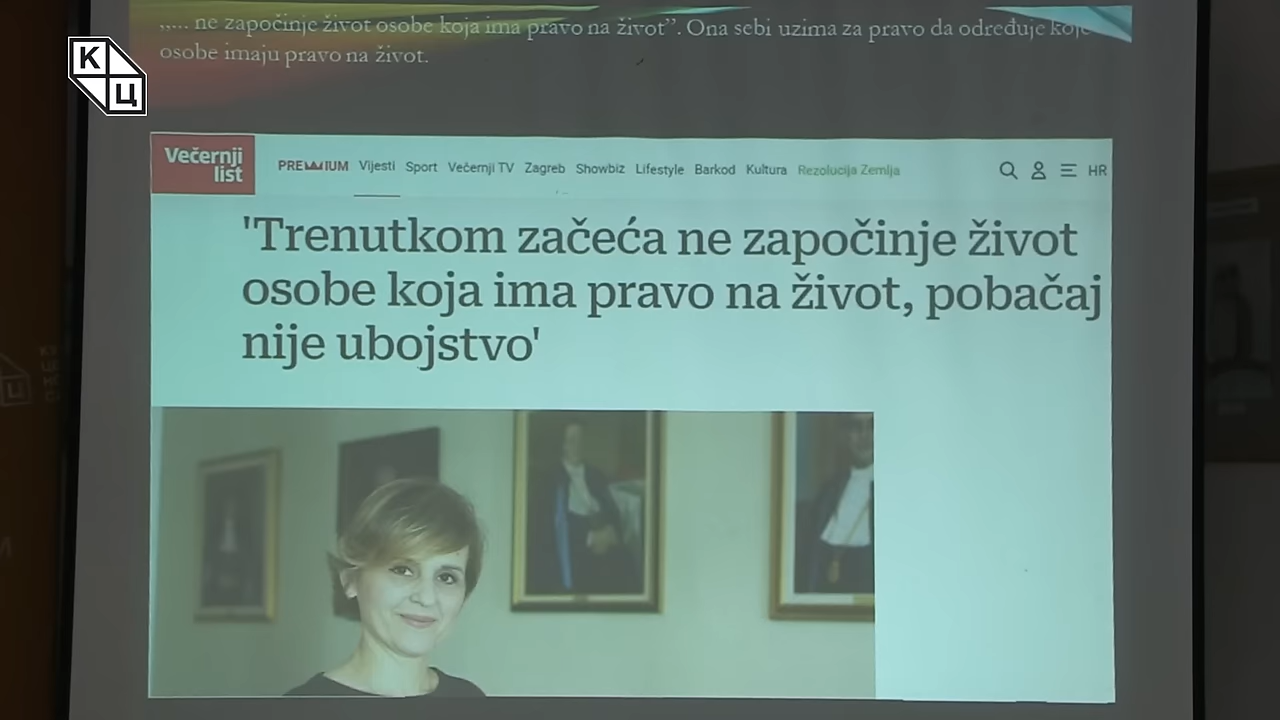 „... ne započinje život osobe koja ima pravo na život”. Ona sebi uzima za pravo da određuje koje
osobe imaju pravo na život.
К
Ц
Večernji
list
PREMIUM Vijesti Sport Večernji TV Zagreb Showbiz Lifestyle Barkod Kultura Rezolucija Zemlja HR
'Trenutkom začeća ne započinje život
osobe koja ima pravo na život, pobačaj
nije ubojstvo'